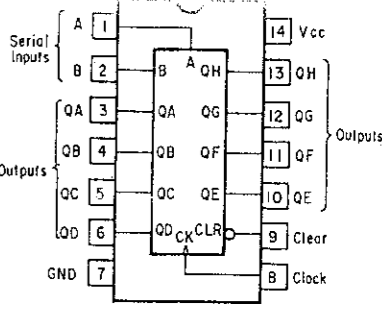 A 1 14 Vcc
Serial Inputs
A QH 13 QH
B 2 B
QA 3 QA QG 12 QG
QB 4 QB QF 11 QF
Outputs
Outputs
QC 5 QC QE 10 QE
QD 6 QD CK CLR 9 Clear
GND 7 8 Clock